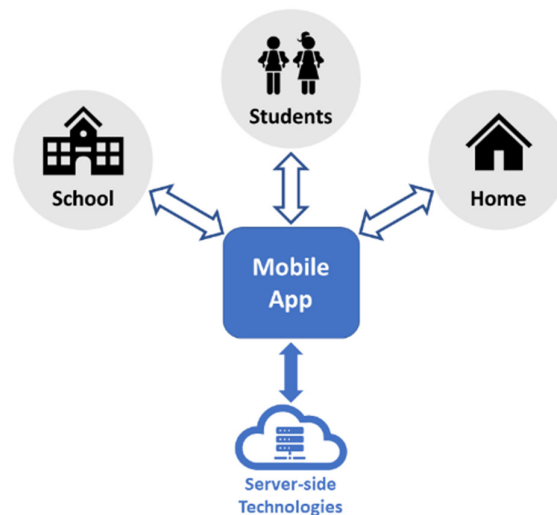 Students
School
Home
Mobile
App
Server-side
Technologies